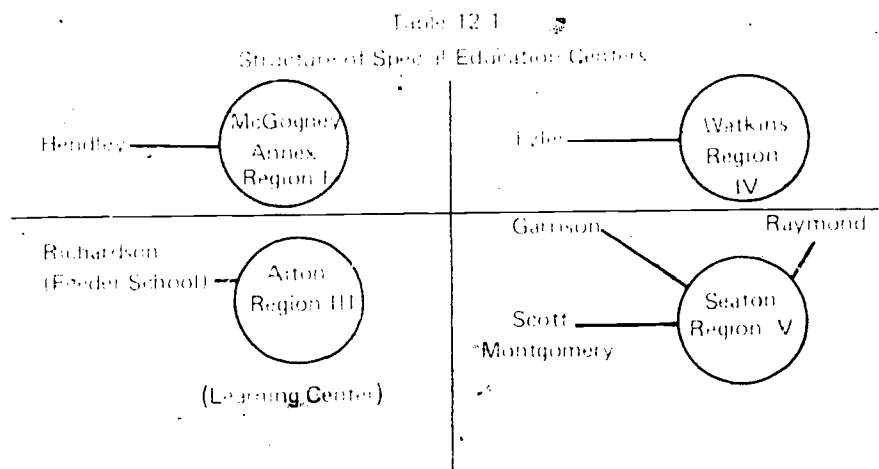 Table 12.1
Structure of Special Education Centers
Hendley
McGogney
Annex
Region I
Watkins
Region
IV
Richardson
(Feeder School)
Region III
(Learning Center)
Garrison
Raymond
Scott
Montgomery
Seaton
Region V